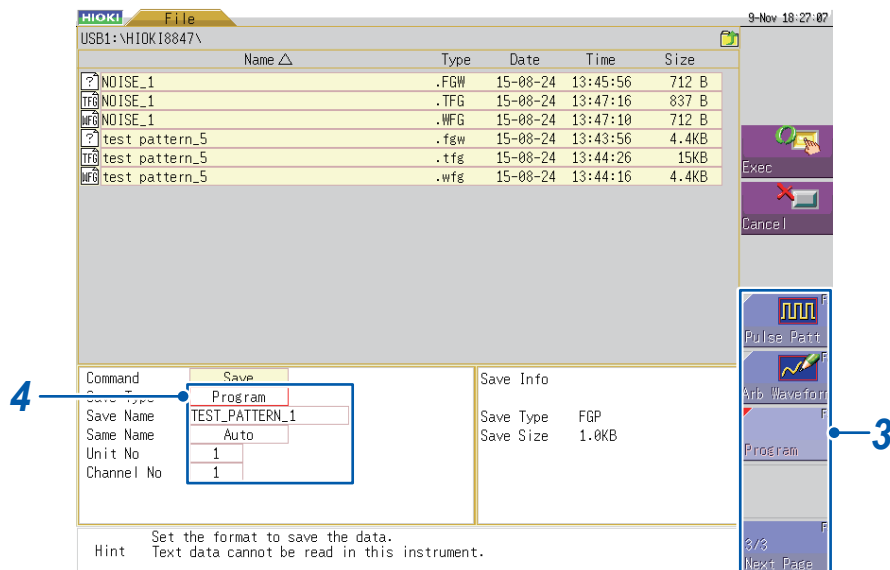 HIOKI File 9-Nov 18:27:07
USB1:\HIOKI8847\
Name△ Type Date Time Size
? NOISE_1 .FGW 15-08-24 13:45:56 712 B
TFG NOISE_1 .TFG 15-08-24 13:47:16 837 B
WFG NOISE_1 .WFG 15-08-24 13:47:10 712 B
? test pattern_5 .fgw 15-08-24 13:43:56 4.4KB
TFG test pattern_5 .tfg 15-08-24 13:44:26 15KB
WFG test pattern_5 .wfg 15-08-24 13:44:16 4.4KB
Exec
Cancel
F
Pulse Patt
F
Arb Waveform
F
Program
3
F
3/3
Next Page
Command Save
4
Save Type Program
Save Name TEST_PATTERN_1
Same Name Auto
Unit No 1
Channel No 1
Save Info
Save Type FGP
Save Size 1.0KB
Hint Set the format to save the data.
Text data cannot be read in this instrument.